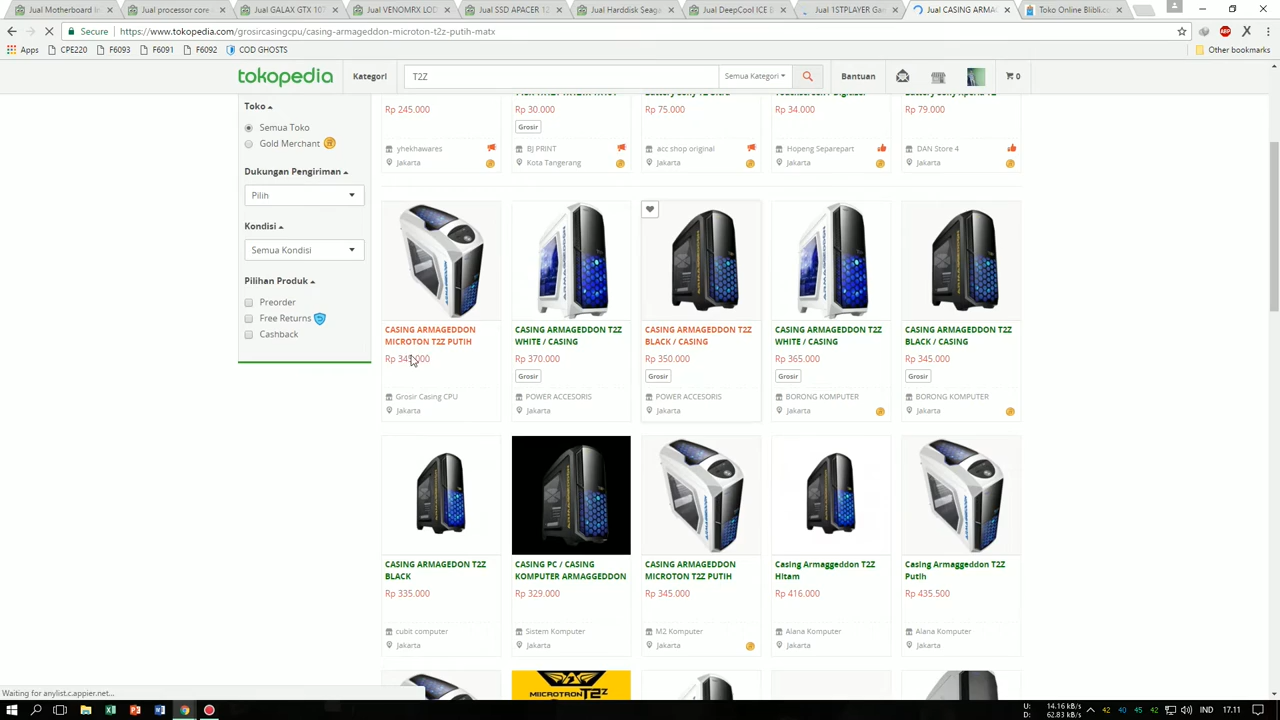 Jual Motherboard In
Jual processor core
Jual GALAX GTX 107
Jual VENOMRX LOD
Jual SSD APACER 12
Jual Harddisk Seag
Jual DeepCool ICE B
Jual 1STPLAYER Gam
Jual CASING ARMA
Toko Online Blibli.c
Secure
https://www.tokopedia.com/grosircasingcpu/casing-armageddon-microton-t2z-putih-matx
Apps
CPE220
F6093
F6091
F6092
COD GHOSTS
Other bookmarks
tokopedia
Kategori
T2Z
Semua Kategori
Bantuan
0
Toko
Semua Toko
Gold Merchant
Dukungan Pengiriman
Pilih
Kondisi
Semua Kondisi
Pilihan Produk
Preorder
Free Returns
Cashback
Rp 245.000
Rp 30.000
Rp 75.000
Rp 34.000
Rp 79.000
Grosir
yhekhawares
BJ PRINT
acc shop original
Hopeng Separepart
DAN Store 4
Jakarta
Kota Tangerang
Jakarta
Jakarta
Jakarta
CASING ARMAGEDDON
MICROTON T2Z PUTIH
Rp 345.000
Grosir Casing CPU
Jakarta
CASING ARMAGEDDON T2Z
WHITE / CASING
Rp 370.000
Grosir
POWER ACCESORIS
Jakarta
CASING ARMAGEDDON T2Z
BLACK / CASING
Rp 350.000
Grosir
POWER ACCESORIS
Jakarta
CASING ARMAGEDDON T2Z
WHITE / CASING
Rp 365.000
Grosir
BORONG KOMPUTER
Jakarta
CASING ARMAGEDDON T2Z
BLACK / CASING
Rp 345.000
Grosir
BORONG KOMPUTER
Jakarta
CASING ARMAGEDON T2Z
BLACK
Rp 335.000
cubit computer
Jakarta
CASING PC / CASING
KOMPUTER ARMAGGEDDON
Rp 329.000
Sistem Komputer
Jakarta
CASING ARMAGEDDON
MICROTON T2Z PUTIH
Rp 345.000
M2 Komputer
Jakarta
Casing Armaggeddon T2Z
Hitam
Rp 416.000
Alana Komputer
Jakarta
Casing Armaggeddon T2Z
Putih
Rp 435.500
Alana Komputer
Jakarta
T2z
Waiting for anylist.c.appier.net...
U: 14.16 kB/s
D: 62.83 kB/s
42
40
45
42
IND
17.11